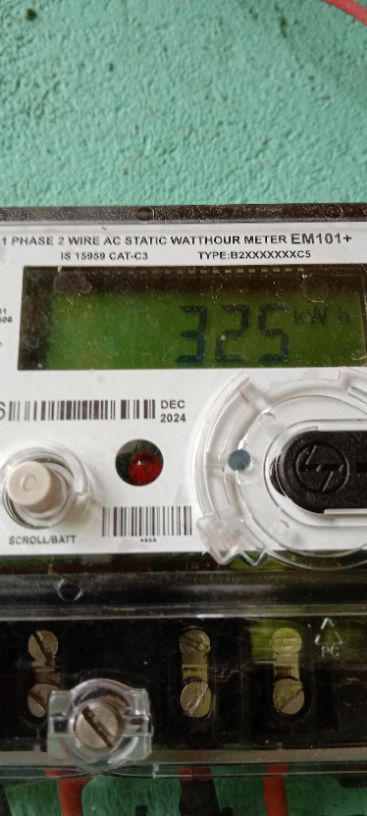 1 PHASE 2 WIRE AC STATIC WATTHOUR METER EM101+
IS 15959 CAT-C3 TYPE:B2XXXXXXXC5
325 kWh
DEC
2024
SCROLL/BATT
PC